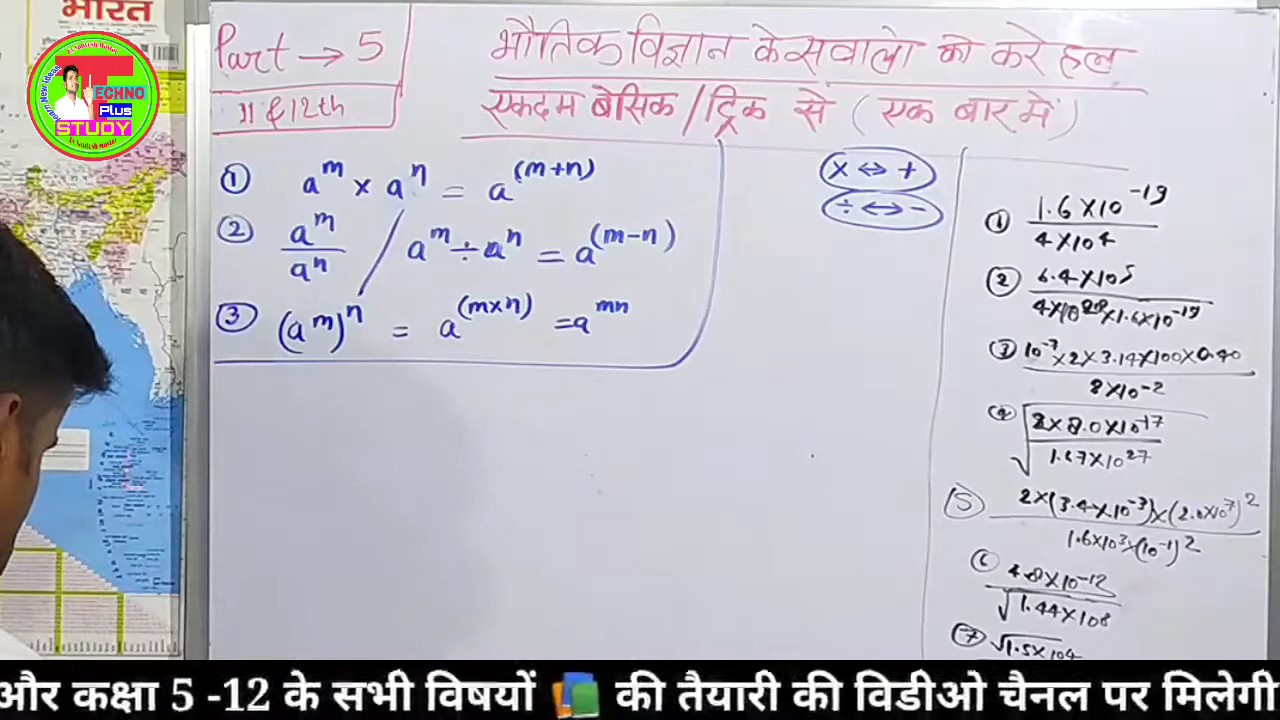 भारत
TECHNO
Plus
STUDY
Part → 5
11 & 12th
भौतिक विज्ञान के सवालो को करे हल
एकदम बेसिक / ट्रिक से ( एक बार में )
① a^m × a^n = a^(m+n)
② a^m / a^n / a^m ÷ a^n = a^(m-n)
③ (a^m)^n = a^(m×n) = a^mn
× ↔ +
÷ ↔ -
① 1.6×10^-19 / 4×10^4
② 6.4×10^5 / 4×10^28×1.6×10^-19
③ 10^-7×2×3.14×100×0.40 / 8×10^-2
④ √(2×8.0×10^-17 / 1.67×10^27)
⑤ 2×(3.4×10^-3)×(2.0×10^7)^2 / 1.6×10^3×(10^-1)^2
⑥ 4.8×10^-12 / √1.44×10^8
⑦ √1.5×10^4
और कक्षा 5 -12 के सभी विषयों की तैयारी की विडीओ चैनल पर मिलेगी